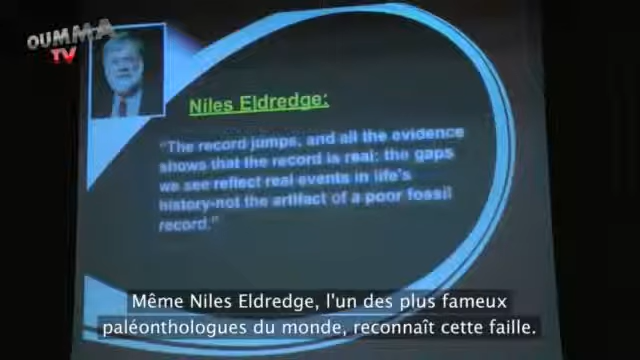 OUMMA
TV
Niles Eldredge:
"The record jumps, and all the evidence
shows that the record is real: the gaps
we see reflect real events in life's
history-not the artifact of a poor fossil
record."
Même Niles Eldredge, l'un des plus fameux
paléonthologues du monde, reconnaît cette faille.